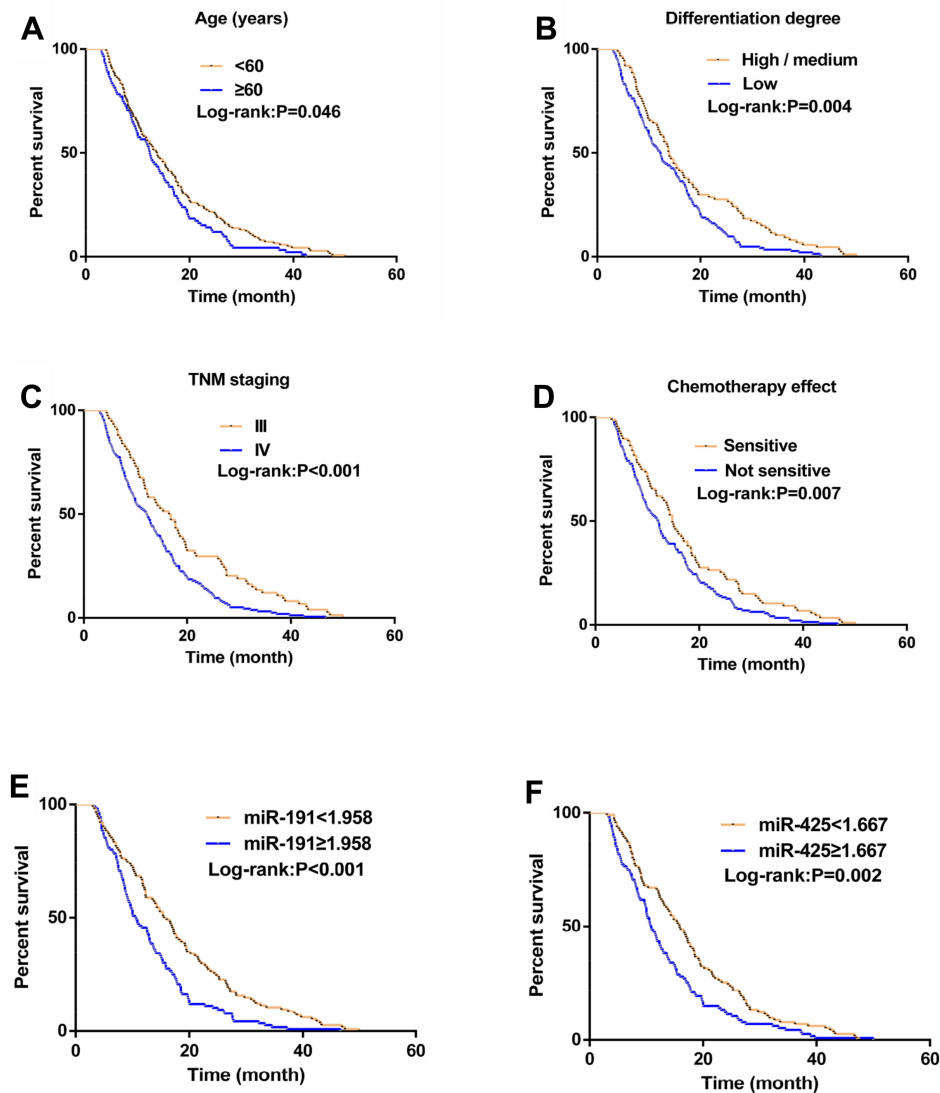 A
Age (years)
<60
≥60
Log-rank:P=0.046
Percent survival
100
50
0
0 20 40 60
Time (month)
B
Differentiation degree
High / medium
Low
Log-rank:P=0.004
Percent survival
100
50
0
0 20 40 60
Time (month)
C
TNM staging
III
IV
Log-rank:P<0.001
Percent survival
100
50
0
0 20 40 60
Time (month)
D
Chemotherapy effect
Sensitive
Not sensitive
Log-rank:P=0.007
Percent survival
100
50
0
0 20 40 60
Time (month)
E
miR-191<1.958
miR-191≥1.958
Log-rank:P<0.001
Percent survival
100
50
0
0 20 40 60
Time (month)
F
miR-425<1.667
miR-425≥1.667
Log-rank:P=0.002
Percent survival
100
50
0
0 20 40 60
Time (month)